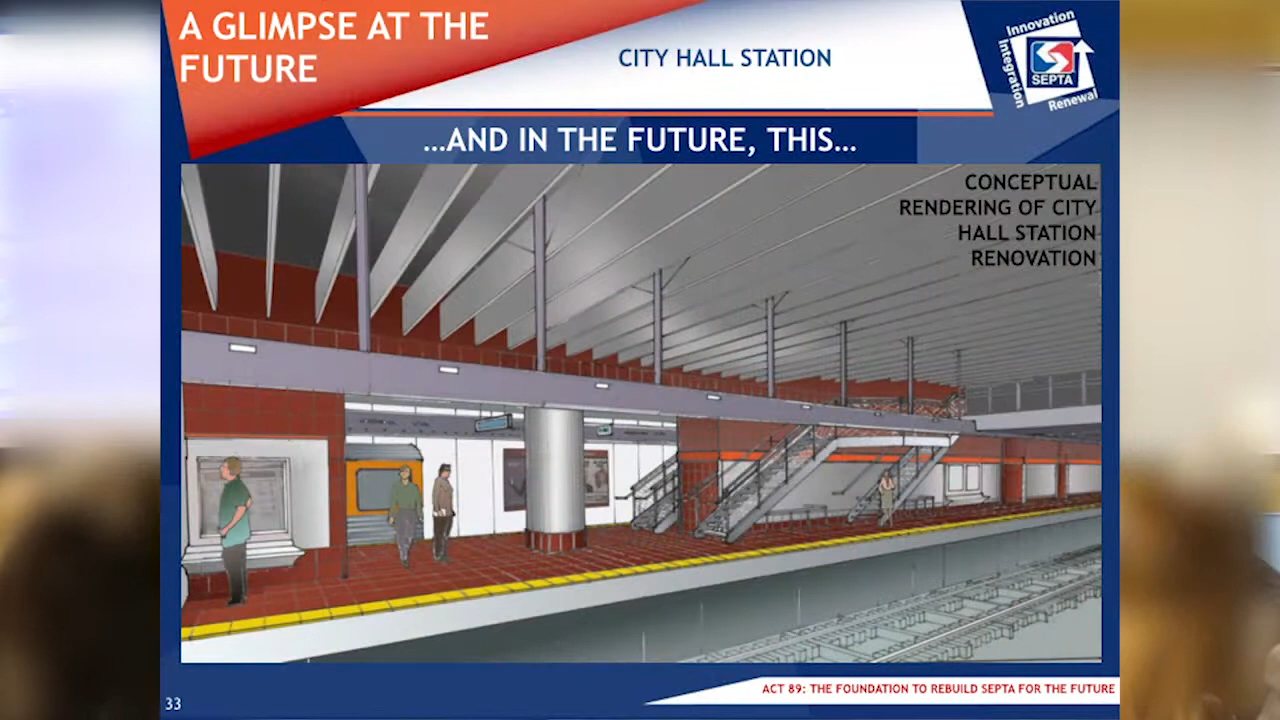 A GLIMPSE AT THE
FUTURE
CITY HALL STATION
Innovation
Integration
SEPTA
Renewal
...AND IN THE FUTURE, THIS...
CONCEPTUAL
RENDERING OF CITY
HALL STATION
RENOVATION
ACT 89: THE FOUNDATION TO REBUILD SEPTA FOR THE FUTURE
33